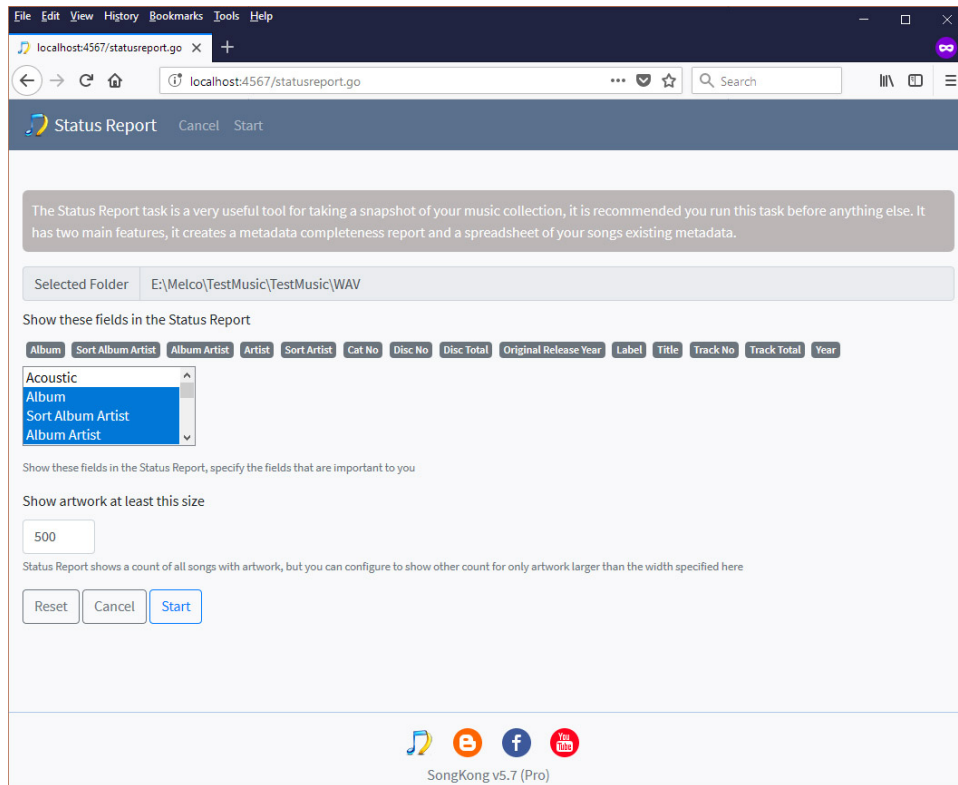 File Edit View History Bookmarks Tools Help
localhost:4567/statusreport.go
localhost:4567/statusreport.go
Search
Status Report Cancel Start
The Status Report task is a very useful tool for taking a snapshot of your music collection, it is recommended you run this task before anything else. It
has two main features, it creates a metadata completeness report and a spreadsheet of your songs existing metadata.
Selected Folder E:\Melco\TestMusic\TestMusic\WAV
Show these fields in the Status Report
Album Sort Album Artist Album Artist Artist Sort Artist Cat No Disc No Disc Total Original Release Year Label Title Track No Track Total Year
Acoustic
Album
Sort Album Artist
Album Artist
Show these fields in the Status Report, specify the fields that are important to you
Show artwork at least this size
500
Status Report shows a count of all songs with artwork, but you can configure to show other count for only artwork larger than the width specified here
Reset Cancel Start
You
Tube
SongKong v5.7 (Pro)